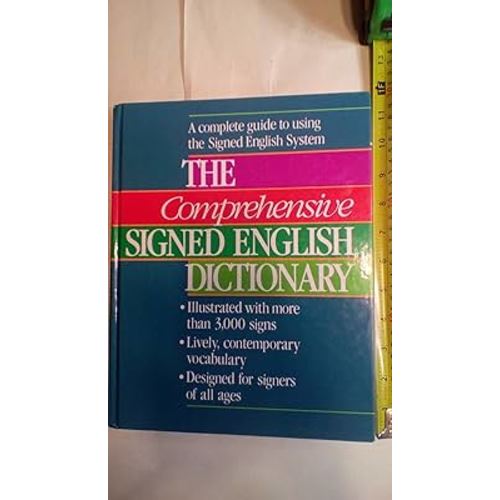 A complete guide to using
the Signed English System
THE
Comprehensive
SIGNED ENGLISH
DICTIONARY
• Illustrated with more
than 3,000 signs
• Lively, contemporary
vocabulary
• Designed for signers
of all ages